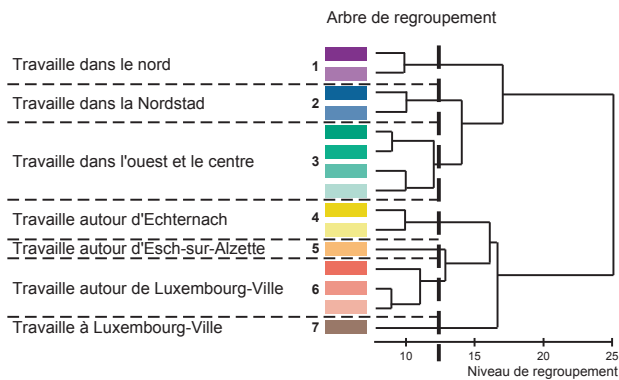 Arbre de regroupement
Travaille dans le nord 1
Travaille dans la Nordstad 2
Travaille dans l'ouest et le centre 3
Travaille autour d'Echternach 4
Travaille autour d'Esch-sur-Alzette 5
Travaille autour de Luxembourg-Ville 6
Travaille à Luxembourg-Ville 7
10 15 20 25
Niveau de regroupement